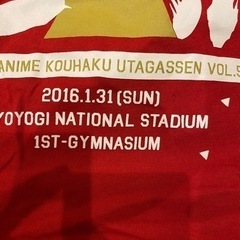 ANIME KOUHAKU UTAGASSEN VOL.5
2016.1.31(SUN)
YOYOGI NATIONAL STADIUM
1ST-GYMNASIUM